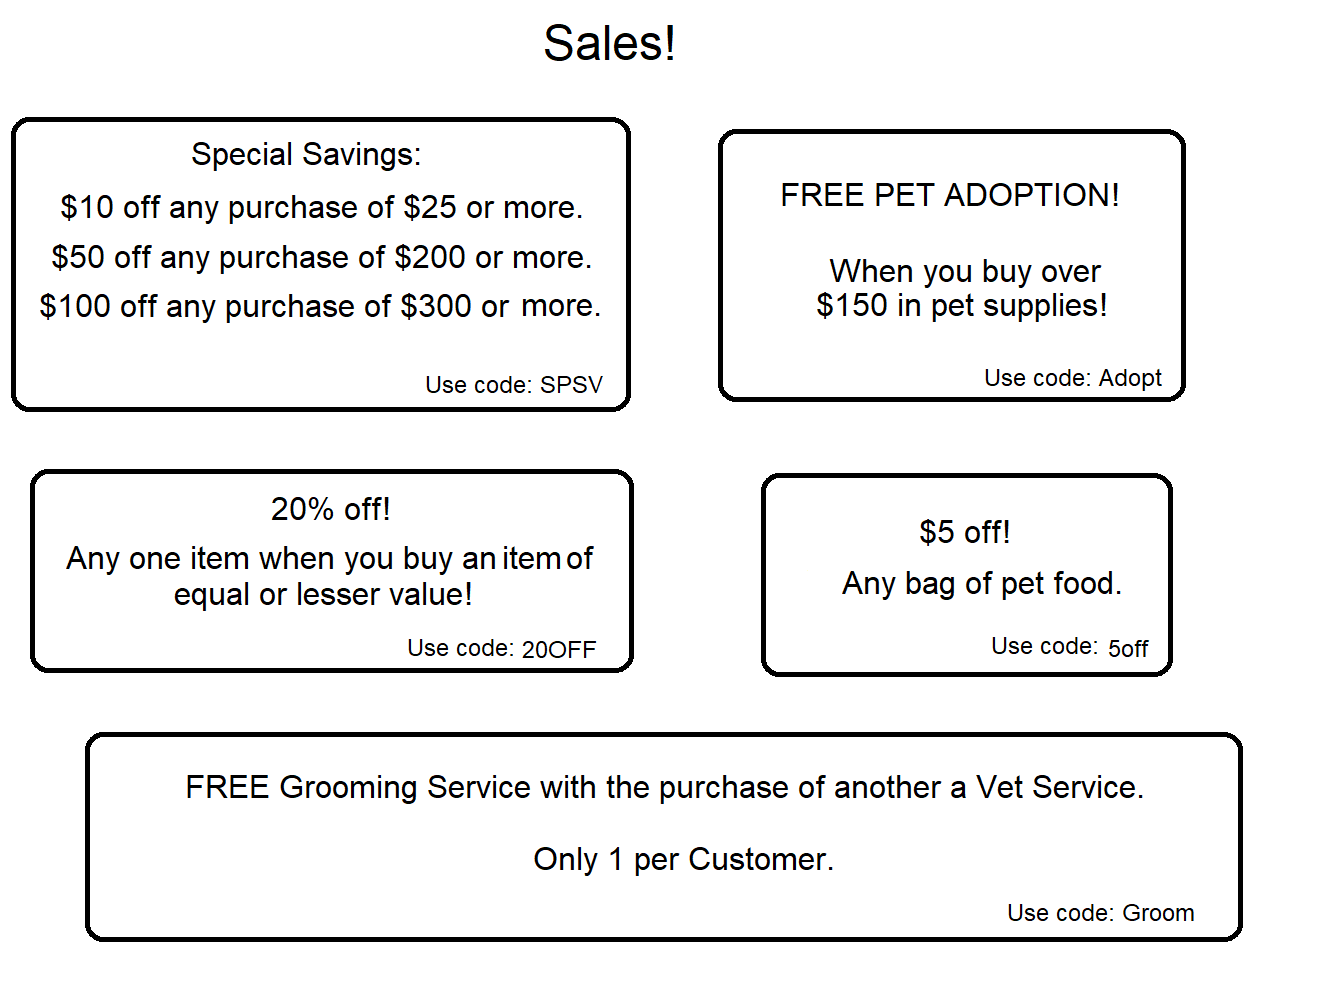 Sales!
Special Savings:
$10 off any purchase of $25 or more.
$50 off any purchase of $200 or more.
$100 off any purchase of $300 or more.
Use code: SPSV
FREE PET ADOPTION!
When you buy over
$150 in pet supplies!
Use code: Adopt
20% off!
Any one item when you buy an item of
equal or lesser value!
Use code: 20OFF
$5 off!
Any bag of pet food.
Use code: 5off
FREE Grooming Service with the purchase of another a Vet Service.
Only 1 per Customer.
Use code: Groom